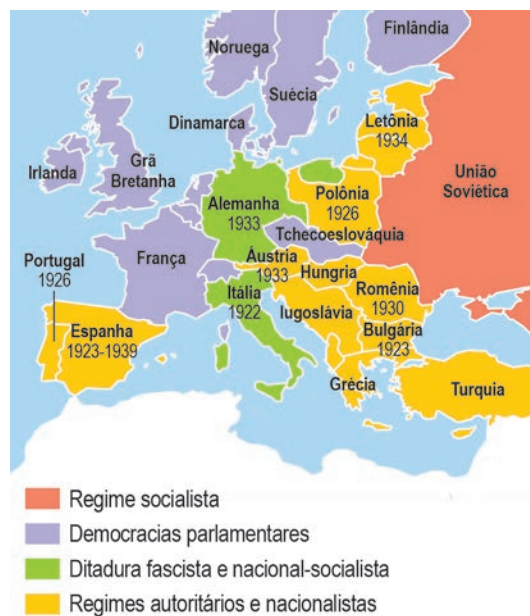 Finlândia
Noruega
Suécia
Dinamarca
Letônia
1934
Irlanda
Grã
Bretanha
União
Soviética
Alemanha
1933
Polônia
1926
Tchecoeslováquia
Portugal
1926
França
Áustria
1933
Hungria
Itália
1922
Romênia
1930
Iugoslávia
Espanha
1923-1939
Bulgária
1923
Grécia
Turquia
Regime socialista
Democracias parlamentares
Ditadura fascista e nacional-socialista
Regimes autoritários e nacionalistas